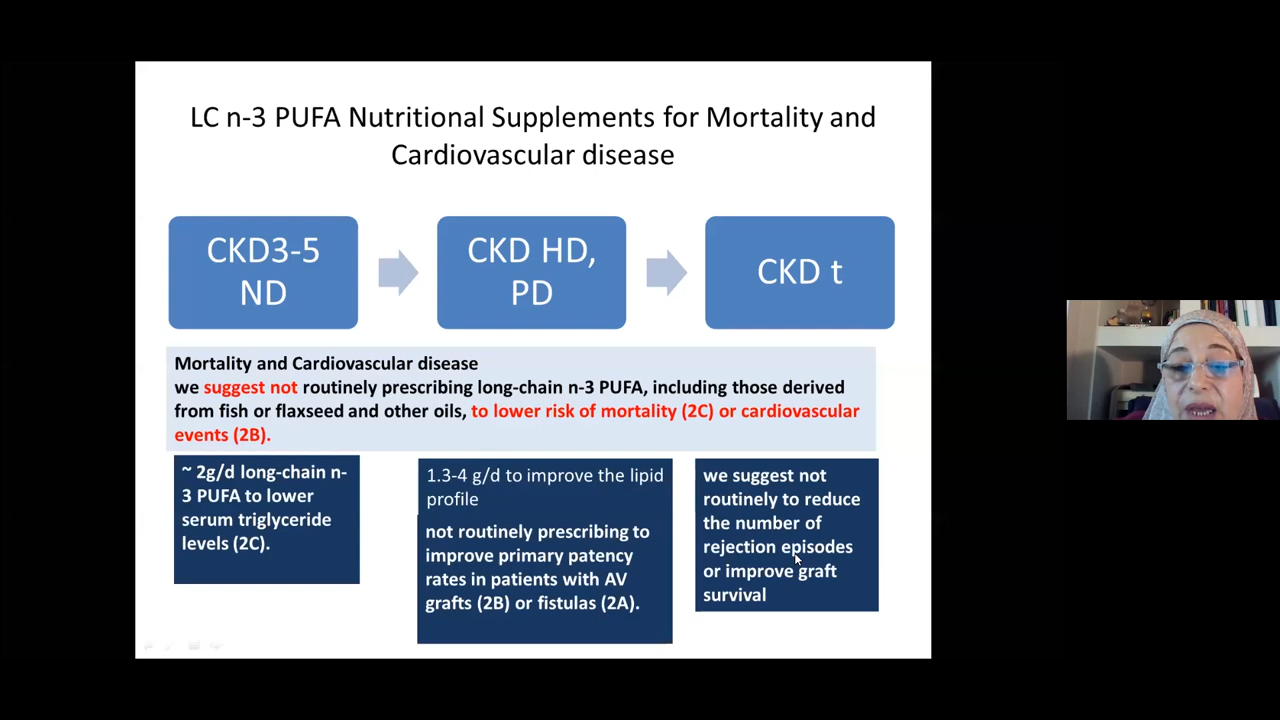 LC n-3 PUFA Nutritional Supplements for Mortality and
Cardiovascular disease
CKD3-5
ND
CKD HD,
PD
CKD t
Mortality and Cardiovascular disease
we suggest not routinely prescribing long-chain n-3 PUFA, including those derived
from fish or flaxseed and other oils, to lower risk of mortality (2C) or cardiovascular
events (2B).
~ 2g/d long-chain n-
3 PUFA to lower
serum triglyceride
levels (2C).
1.3-4 g/d to improve the lipid
profile
not routinely prescribing to
improve primary patency
rates in patients with AV
grafts (2B) or fistulas (2A).
we suggest not
routinely to reduce
the number of
rejection episodes
or improve graft
survival